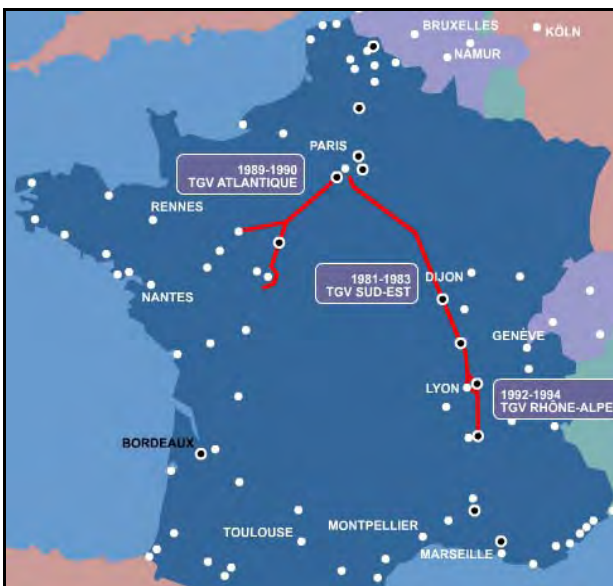 BRUXELLES
KÖLN
NAMUR
PARIS
1989-1990
TGV ATLANTIQUE
RENNES
1981-1983
TGV SUD-EST
DIJON
NANTES
GENÈVE
LYON
1992-1994
TGV RHÔNE-ALPE
BORDEAUX
TOULOUSE
MONTPELLIER
MARSEILLE